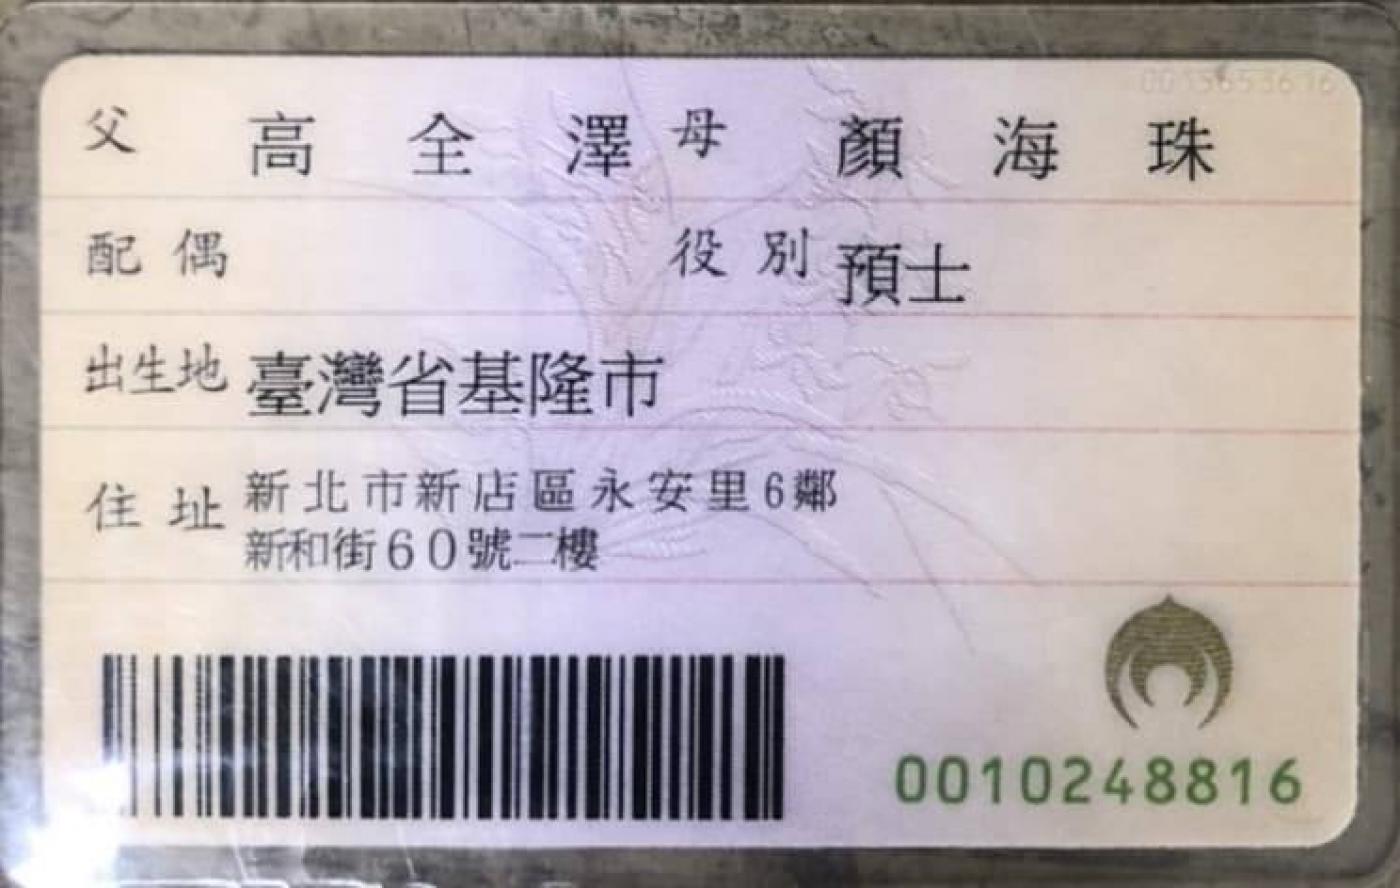 父 高全澤 母 顏海珠
配偶 役別 預士
出生地 臺灣省基隆市
住址 新北市新店區永安里6鄰
新和街60號二樓
0010248816